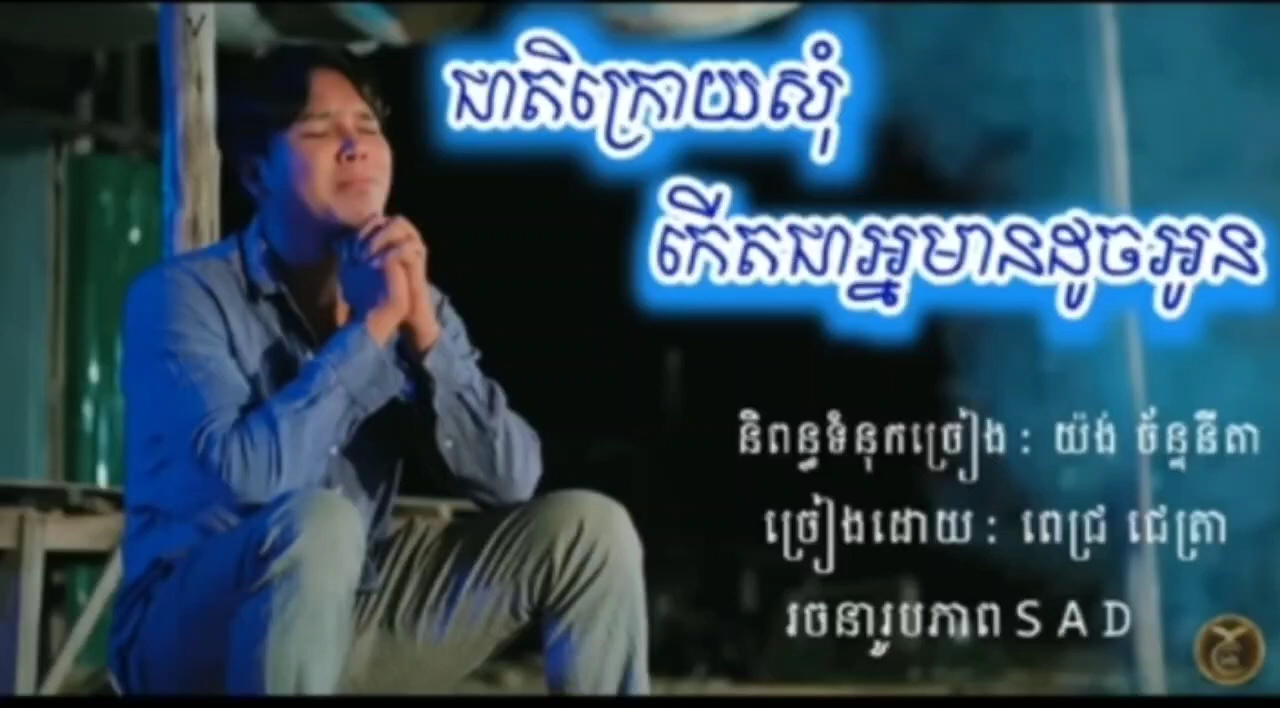 ជាតិក្រោយសុំ
កើតជាអ្នមានដូចអូន
និពន្ធទំនុកច្រៀង : យ៉ង់ ច័ន្ទនីតា
ច្រៀងដោយ : ពេជ្រ ជេត្រា
រចនារូបភាព S A D